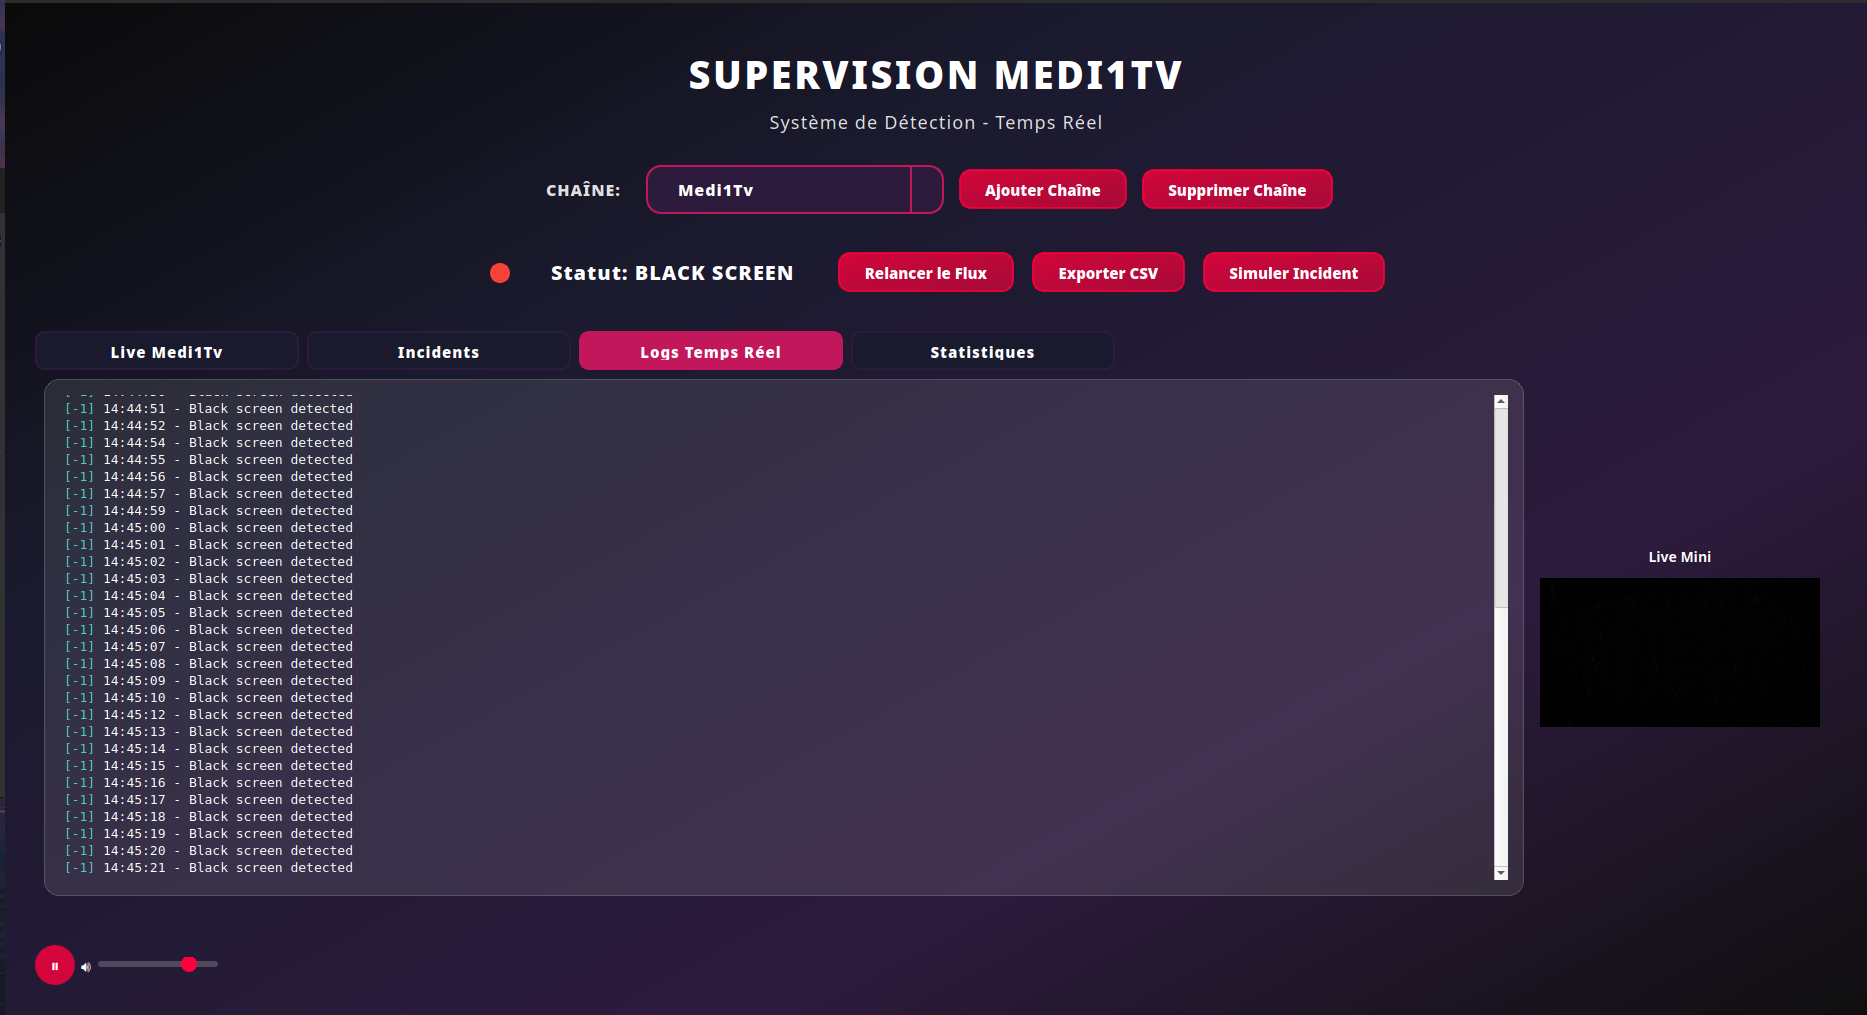 SUPERVISION MEDI1TV
Système de Détection - Temps Réel
CHAÎNE: Medi1Tv Ajouter Chaîne Supprimer Chaîne
Statut: BLACK SCREEN Relancer le Flux Exporter CSV Simuler Incident
Live Medi1Tv Incidents Logs Temps Réel Statistiques
[-1] 14:44:51 - Black screen detected
[-1] 14:44:52 - Black screen detected
[-1] 14:44:54 - Black screen detected
[-1] 14:44:55 - Black screen detected
[-1] 14:44:56 - Black screen detected
[-1] 14:44:57 - Black screen detected
[-1] 14:44:59 - Black screen detected
[-1] 14:45:00 - Black screen detected
[-1] 14:45:01 - Black screen detected
[-1] 14:45:02 - Black screen detected
[-1] 14:45:03 - Black screen detected
[-1] 14:45:04 - Black screen detected
[-1] 14:45:05 - Black screen detected
[-1] 14:45:06 - Black screen detected
[-1] 14:45:07 - Black screen detected
[-1] 14:45:08 - Black screen detected
[-1] 14:45:09 - Black screen detected
[-1] 14:45:10 - Black screen detected
[-1] 14:45:12 - Black screen detected
[-1] 14:45:13 - Black screen detected
[-1] 14:45:14 - Black screen detected
[-1] 14:45:15 - Black screen detected
[-1] 14:45:16 - Black screen detected
[-1] 14:45:17 - Black screen detected
[-1] 14:45:18 - Black screen detected
[-1] 14:45:19 - Black screen detected
[-1] 14:45:20 - Black screen detected
[-1] 14:45:21 - Black screen detected
Live Mini